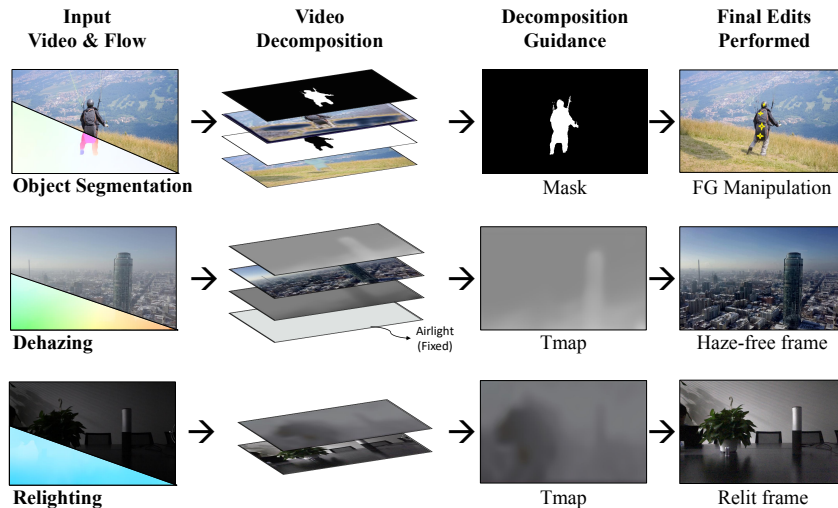 Input
Video & Flow
Video
Decomposition
Decomposition
Guidance
Final Edits
Performed
Object Segmentation
Mask
FG Manipulation
Airlight
(Fixed)
Dehazing
Tmap
Haze-free frame
Relighting
Tmap
Relit frame